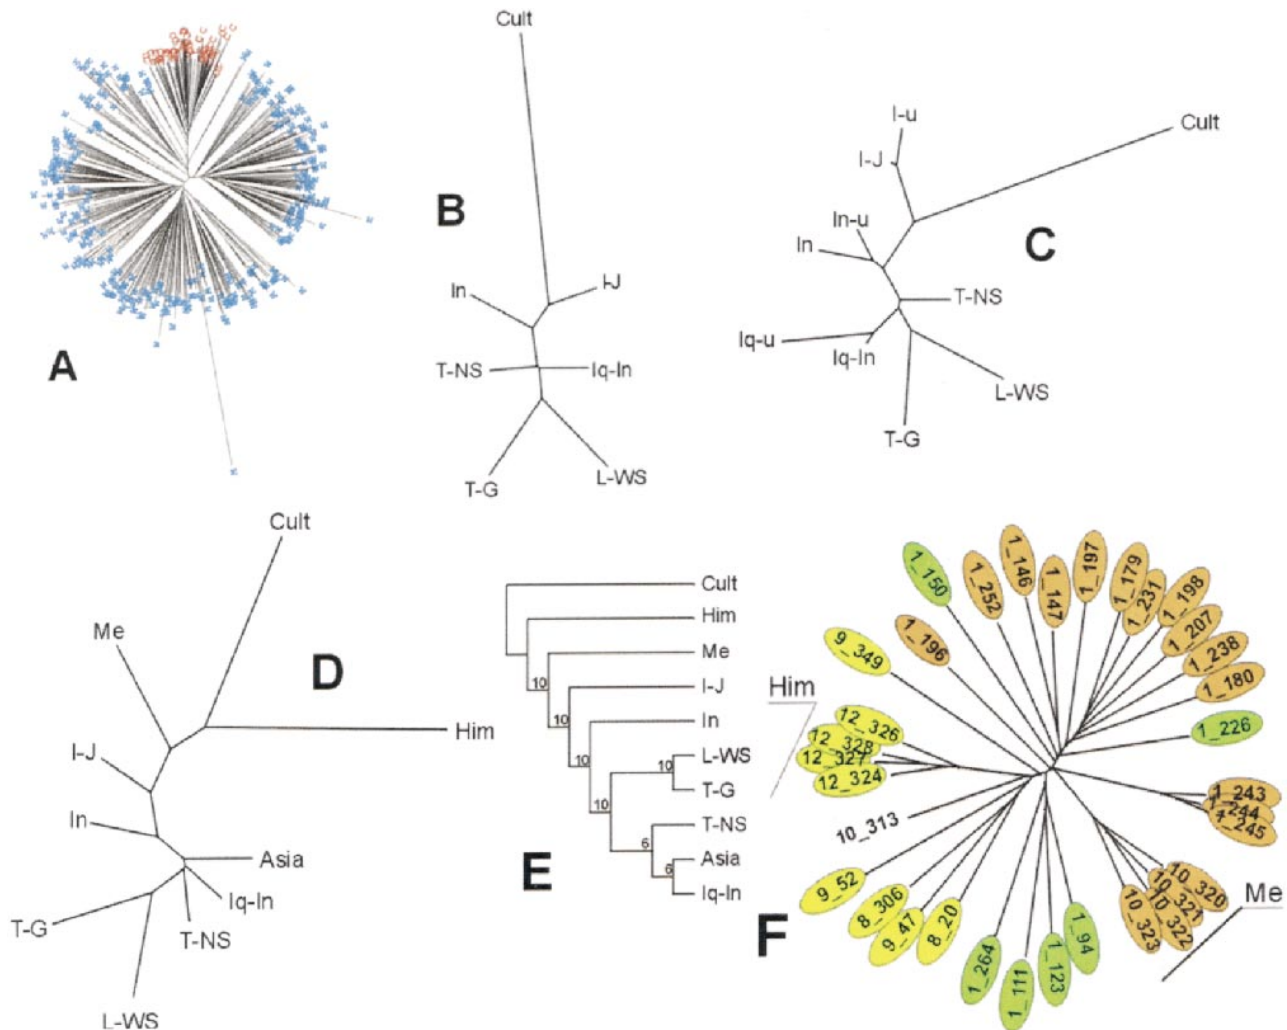 A
Cult
B
In
I-J
T-NS
Iq-In
T-G
L-WS
I-u
I-J
Cult
In-u
In
C
T-NS
Iq-u
Iq-In
L-WS
T-G
Cult
Me
D
Him
I-J
In
Asia
Iq-In
T-G
T-NS
L-WS
Cult
Him
10
Me
10
I-J
10
In
L-WS
10
T-G
10
T-NS
6
Asia
6
Iq-In
E
1_150
1_252
1_146
1_147
1_197
1_179
1_231
1_198
1_207
1_238
1_180
1_226
1_196
9_349
Him
12_326
12_328
12_327
12_324
10_313
9_52
8_306
9_47
8_20
1_264
1_111
1_123
1_94
1_243
1_244
1_245
10_320
10_321
10_322
10_323
Me
F